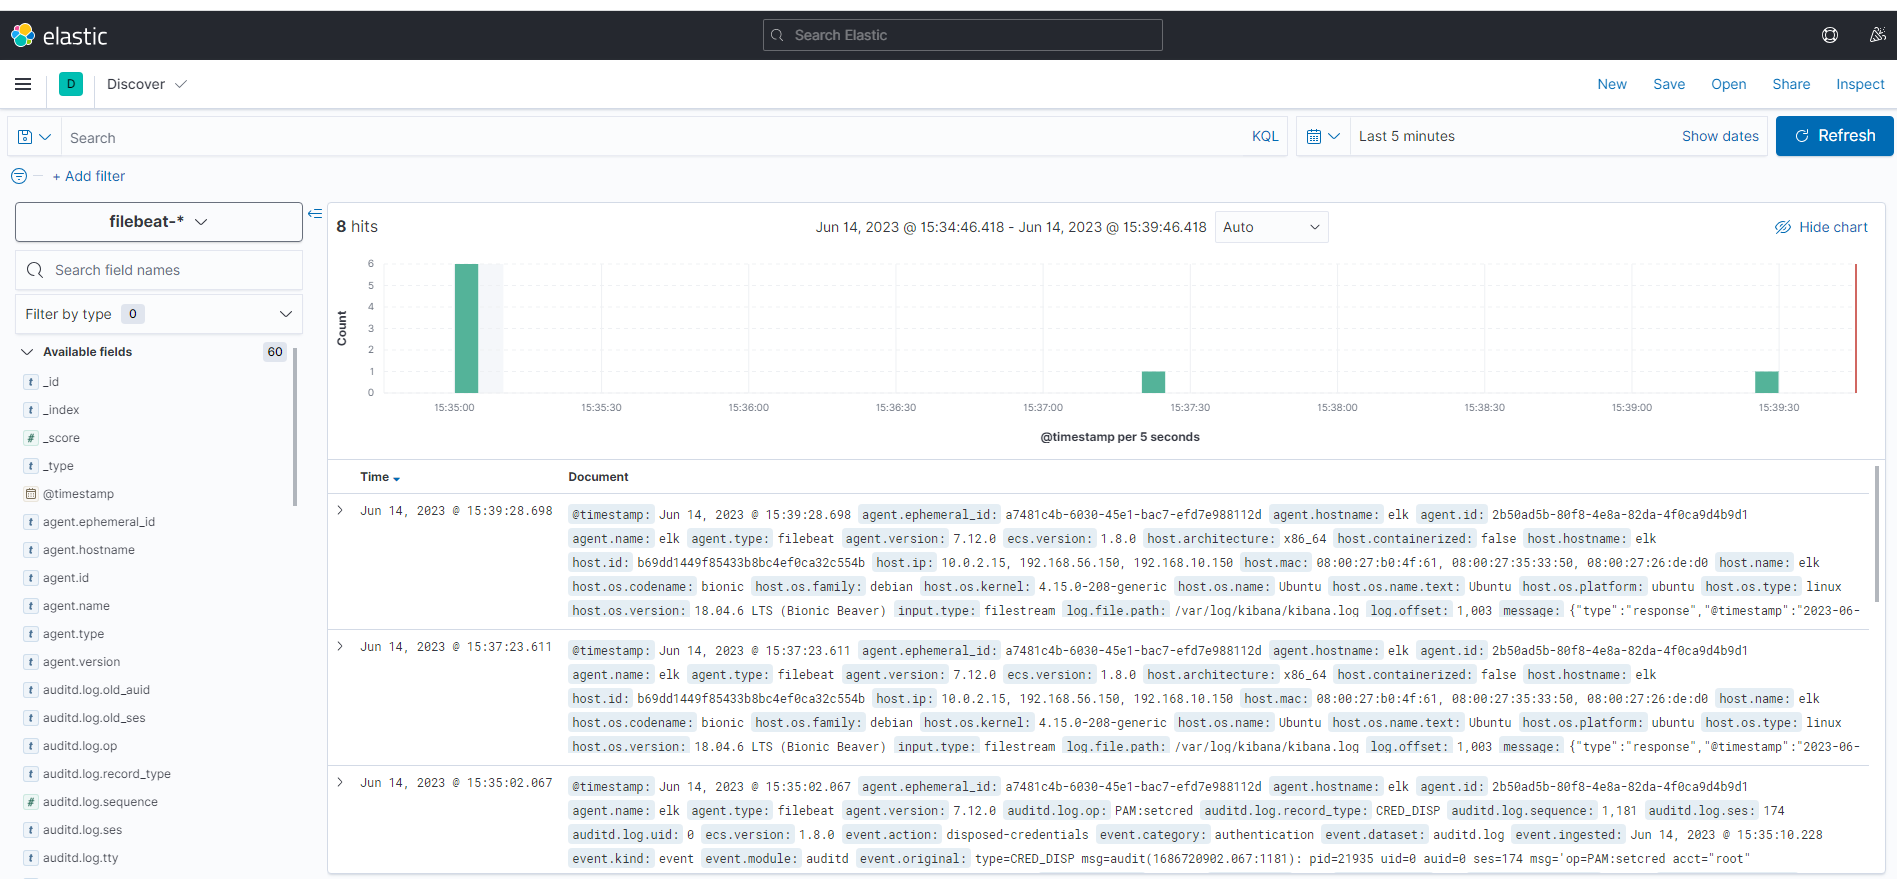 elastic
Search Elastic
D
Discover
New Save Open Share Inspect
Search
KQL
Last 5 minutes
Show dates
Refresh
+ Add filter
filebeat-*
Search field names
Filter by type 0
Available fields 60
t _id
t _index
# _score
t _type
@timestamp
t agent.ephemeral_id
t agent.hostname
t agent.id
t agent.name
t agent.type
t agent.version
t auditd.log.old_auid
t auditd.log.old_ses
t auditd.log.op
t auditd.log.record_type
# auditd.log.sequence
t auditd.log.ses
t auditd.log.tty
8 hits
Jun 14, 2023 @ 15:34:46.418 - Jun 14, 2023 @ 15:39:46.418
Auto
Hide chart
Count
6
5
4
3
2
1
0
15:35:00 15:35:30 15:36:00 15:36:30 15:37:00 15:37:30 15:38:00 15:38:30 15:39:00 15:39:30
@timestamp per 5 seconds
Time Document
Jun 14, 2023 @ 15:39:28.698
@timestamp: Jun 14, 2023 @ 15:39:28.698 agent.ephemeral_id: a7481c4b-6030-45e1-bac7-efd7e988112d agent.hostname: elk agent.id: 2b50ad5b-80f8-4e8a-82da-4f0ca9d4b9d1
agent.name: elk agent.type: filebeat agent.version: 7.12.0 ecs.version: 1.8.0 host.architecture: x86_64 host.containerized: false host.hostname: elk
host.id: b69dd1449f85433b8bc4ef0ca32c554b host.ip: 10.0.2.15, 192.168.56.150, 192.168.10.150 host.mac: 08:00:27:b0:4f:61, 08:00:27:35:33:50, 08:00:27:26:de:d0 host.name: elk
host.os.codename: bionic host.os.family: debian host.os.kernel: 4.15.0-208-generic host.os.name: Ubuntu host.os.name.text: Ubuntu host.os.platform: ubuntu host.os.type: linux
host.os.version: 18.04.6 LTS (Bionic Beaver) input.type: filestream log.file.path: /var/log/kibana/kibana.log log.offset: 1,003 message: {"type":"response","@timestamp":"2023-06-
Jun 14, 2023 @ 15:37:23.611
@timestamp: Jun 14, 2023 @ 15:37:23.611 agent.ephemeral_id: a7481c4b-6030-45e1-bac7-efd7e988112d agent.hostname: elk agent.id: 2b50ad5b-80f8-4e8a-82da-4f0ca9d4b9d1
agent.name: elk agent.type: filebeat agent.version: 7.12.0 ecs.version: 1.8.0 host.architecture: x86_64 host.containerized: false host.hostname: elk
host.id: b69dd1449f85433b8bc4ef0ca32c554b host.ip: 10.0.2.15, 192.168.56.150, 192.168.10.150 host.mac: 08:00:27:b0:4f:61, 08:00:27:35:33:50, 08:00:27:26:de:d0 host.name: elk
host.os.codename: bionic host.os.family: debian host.os.kernel: 4.15.0-208-generic host.os.name: Ubuntu host.os.name.text: Ubuntu host.os.platform: ubuntu host.os.type: linux
host.os.version: 18.04.6 LTS (Bionic Beaver) input.type: filestream log.file.path: /var/log/kibana/kibana.log log.offset: 1,003 message: {"type":"response","@timestamp":"2023-06-
Jun 14, 2023 @ 15:35:02.067
@timestamp: Jun 14, 2023 @ 15:35:02.067 agent.ephemeral_id: a7481c4b-6030-45e1-bac7-efd7e988112d agent.hostname: elk agent.id: 2b50ad5b-80f8-4e8a-82da-4f0ca9d4b9d1
agent.name: elk agent.type: filebeat agent.version: 7.12.0 auditd.log.op: PAM:setcred auditd.log.record_type: CRED_DISP auditd.log.sequence: 1,181 auditd.log.ses: 174
auditd.log.uid: 0 ecs.version: 1.8.0 event.action: disposed-credentials event.category: authentication event.dataset: auditd.log event.ingested: Jun 14, 2023 @ 15:35:10.228
event.kind: event event.module: auditd event.original: type=CRED_DISP msg=audit(1686720902.067:1181): pid=21935 uid=0 auid=0 ses=174 msg='op=PAM:setcred acct="root"